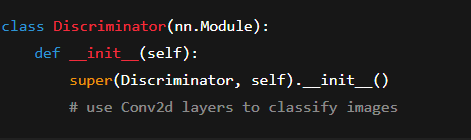 class Discriminator(nn.Module):
    def __init__(self):
        super(Discriminator, self).__init__()
        # use Conv2d layers to classify images